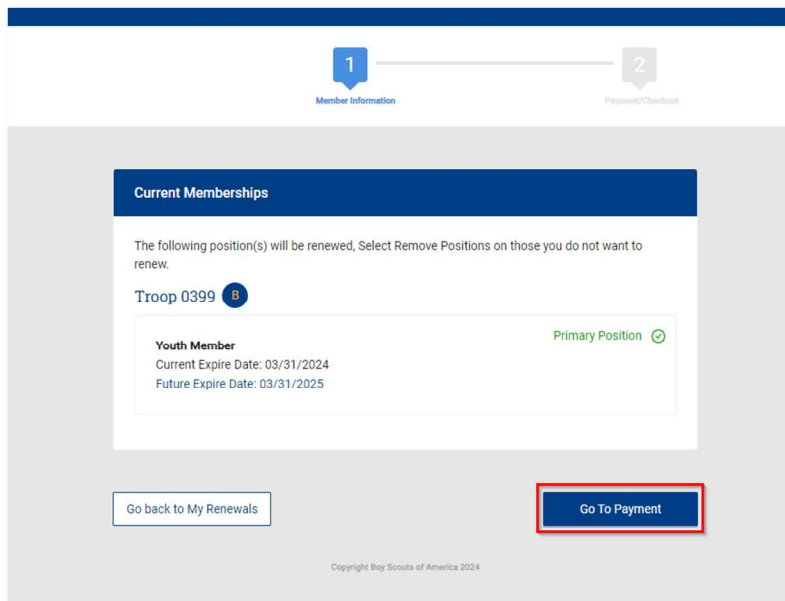 1
2
Member Information
Payment/Checkout
Current Memberships
The following position(s) will be renewed, Select Remove Positions on those you do not want to
renew.
Troop 0399 B
Youth Member
Primary Position
Current Expire Date: 03/31/2024
Future Expire Date: 03/31/2025
Go back to My Renewals
Go To Payment
Copyright Boy Scouts of America 2024